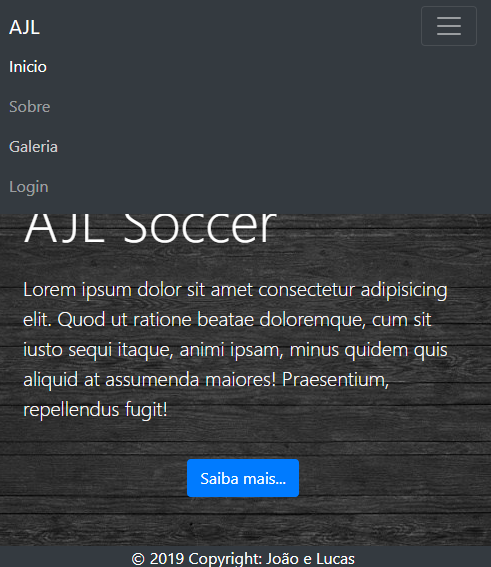 AJL
Inicio
Sobre
Galeria
Login
AJL Soccer
Lorem ipsum dolor sit amet consectetur adipisicing
elit. Quod ut ratione beatae doloremque, cum sit
iusto sequi itaque, animi ipsam, minus quidem quis
aliquid at assumenda maiores! Praesentium,
repellendus fugit!
Saiba mais...
© 2019 Copyright: João e Lucas